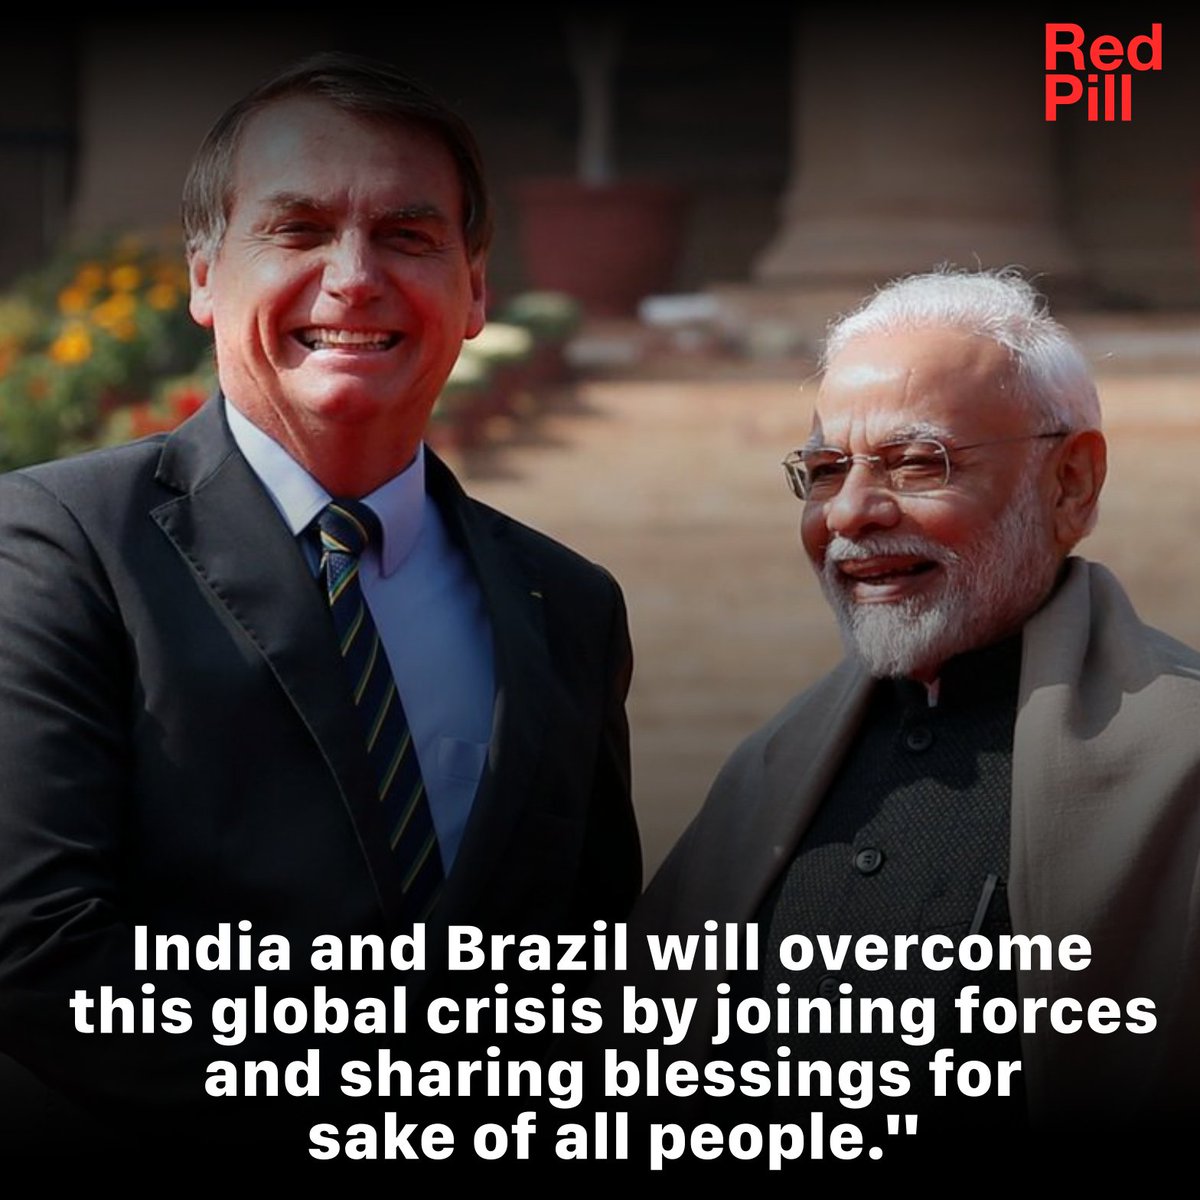 Red
Pill
India and Brazil will overcome
this global crisis by joining forces
and sharing blessings for
sake of all people."